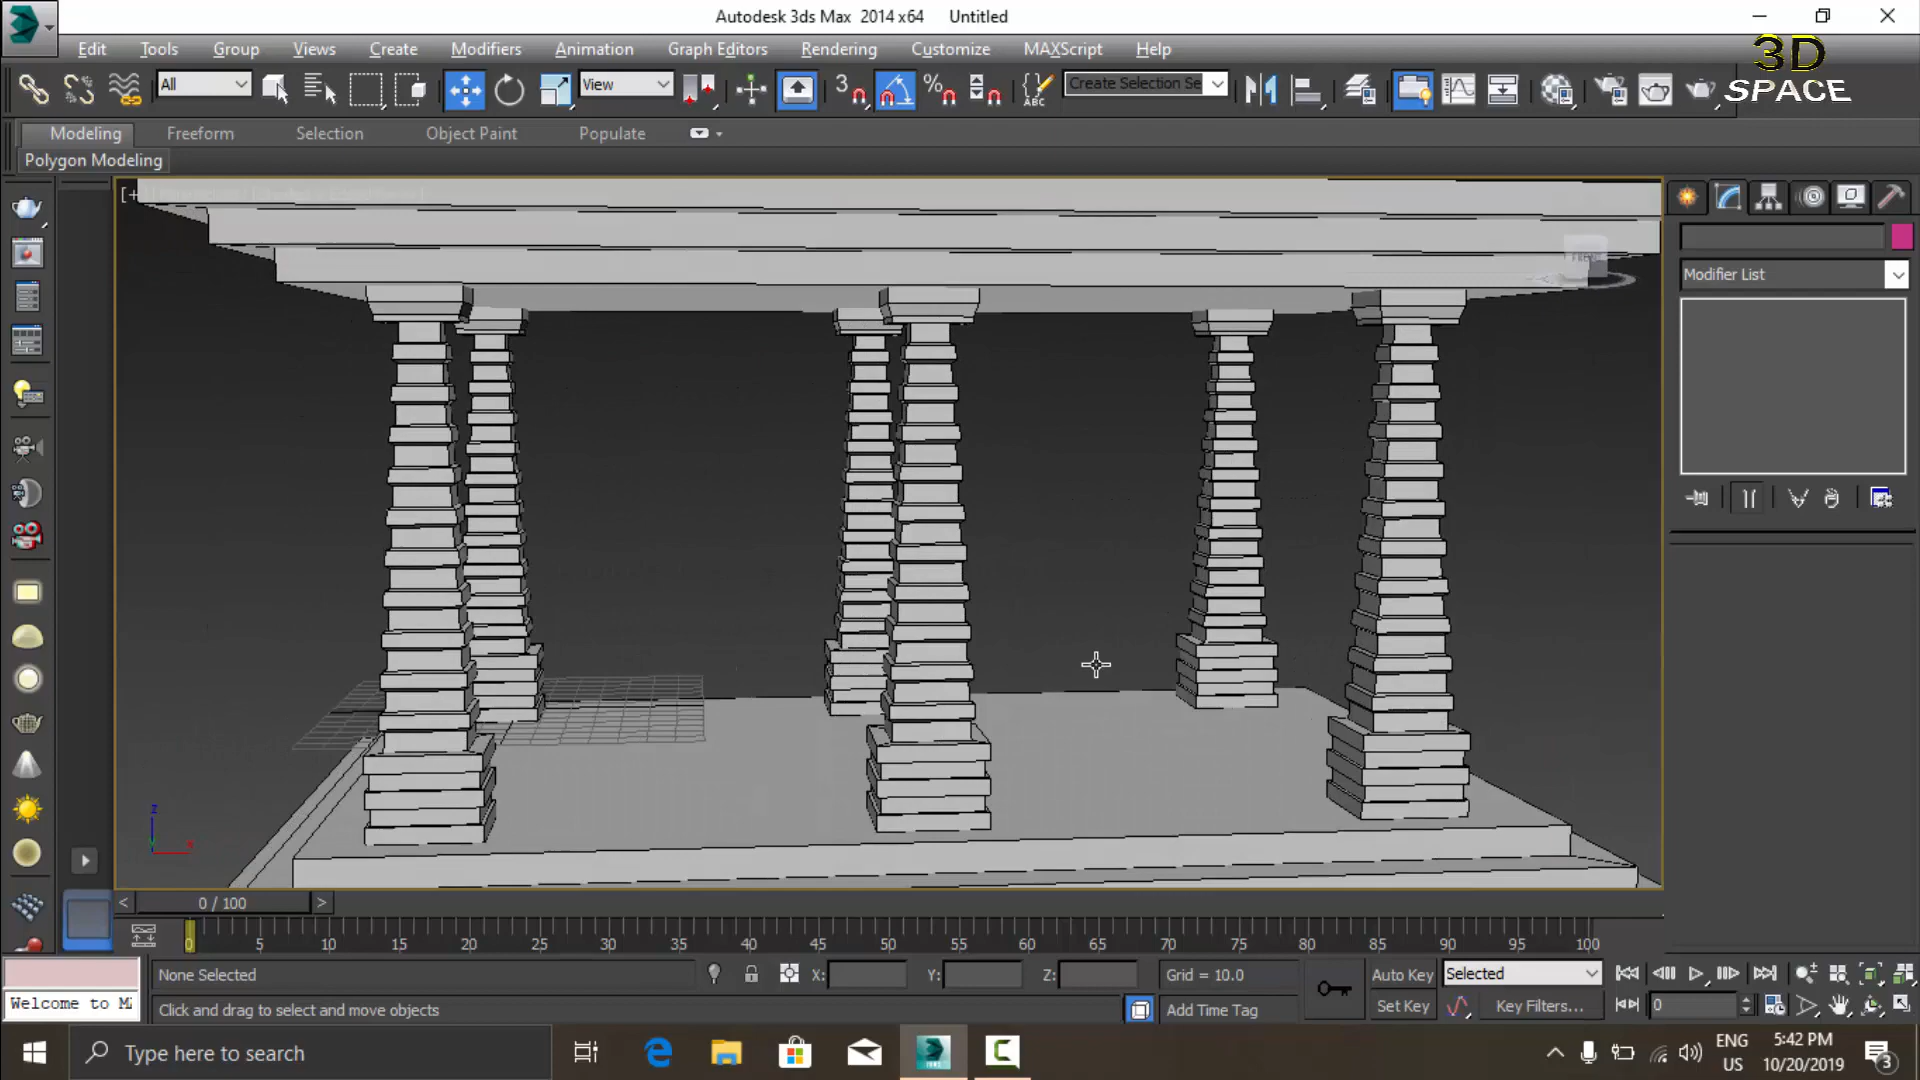 Autodesk 3ds Max 2014 x64 Untitled
Edit Tools Group Views Create Modifiers Animation Graph Editors Rendering Customize MAXScript Help
3D
SPACE
All
View
3
%
ABC
Create Selection Se
Modeling Freeform Selection Object Paint Populate
Polygon Modeling
[+
Modifier List
z
x
< 0 / 100 >
0 5 10 15 20 25 30 35 40 45 50 55 60 65 70 75 80 85 90 95 100
None Selected X: Y: Z: Grid = 10.0 Auto Key Selected
Welcome to M
Click and drag to select and move objects Add Time Tag Set Key Key Filters... 0
Type here to search
ENG
US
5:42 PM
10/20/2019
3